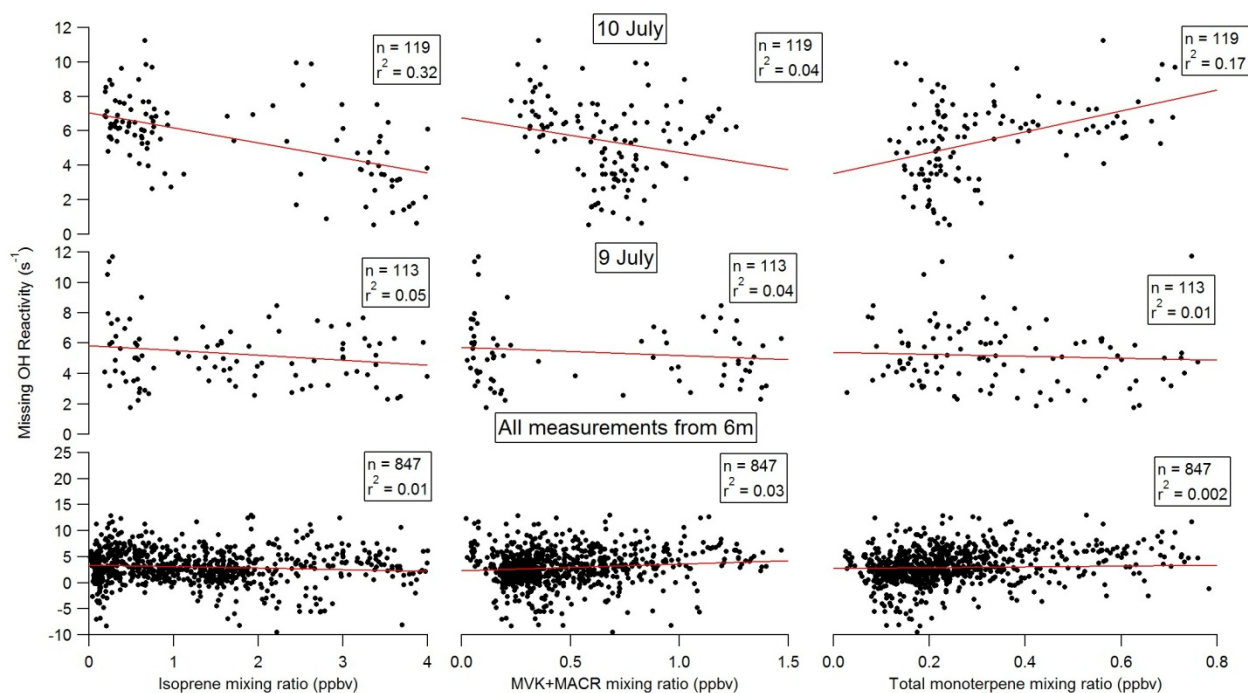 10 July
12
10
8
6
4
2
0
n = 119
r² = 0.32
n = 119
r² = 0.04
n = 119
r² = 0.17
Missing OH Reactivity (s⁻¹)
9 July
12
10
8
6
4
2
0
n = 113
r² = 0.05
n = 113
r² = 0.04
n = 113
r² = 0.01
All measurements from 6m
25
20
15
10
5
0
-5
-10
n = 847
r² = 0.01
n = 847
r² = 0.03
n = 847
r² = 0.002
0 1 2 3 4
0.0 0.5 1.0 1.5
0.0 0.2 0.4 0.6 0.8
Isoprene mixing ratio (ppbv)
MVK+MACR mixing ratio (ppbv)
Total monoterpene mixing ratio (ppbv)